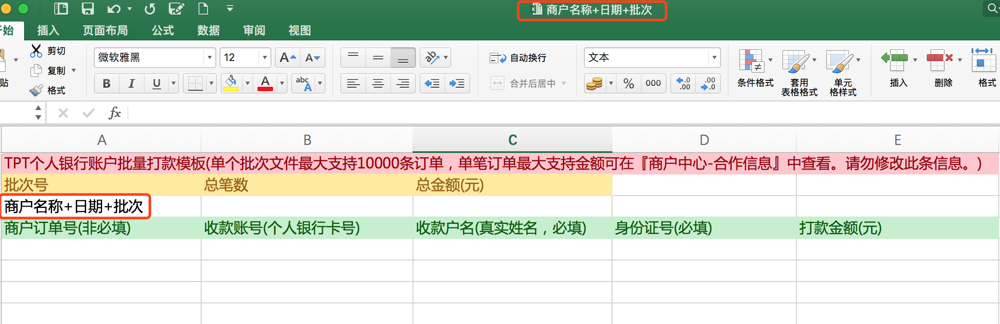 商户名称+日期+批次
开始 插入 页面布局 公式 数据 审阅 视图
剪切
复制
格式
贴
微软雅黑 12 A A
B I U A abc A
ab 自动换行
合并后居中
文本
% 000 .0 .00 .00 .0
条件格式
套用
表格格式
单元
格样式
插入
删除
格式
fx
A B C D E
TPT个人银行账户批量打款模板(单个批次文件最大支持10000条订单，单笔订单最大支持金额可在『商户中心-合作信息』中查看。请勿修改此条信息。)
批次号 总笔数 总金额(元)
商户名称+日期+批次
商户订单号(非必填) 收款账号(个人银行卡号) 收款户名(真实姓名，必填) 身份证号(必填) 打款金额(元)